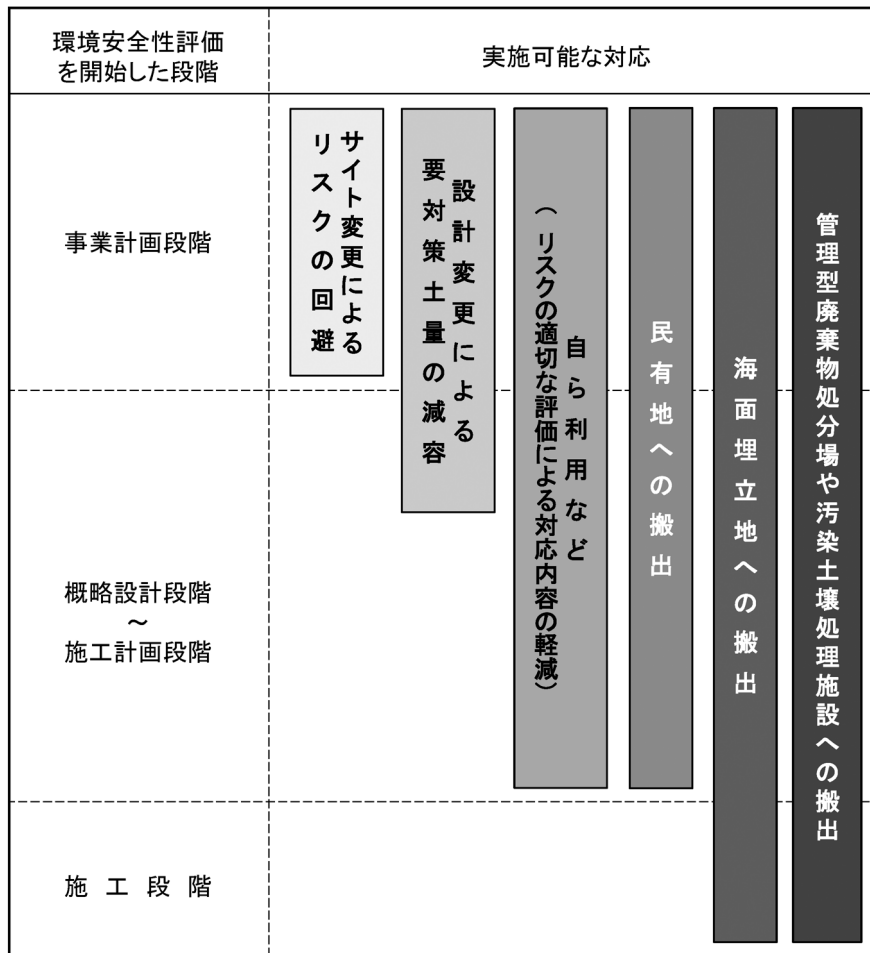 環境安全性評価
を開始した段階
実施可能な対応
事業計画段階
概略設計段階
~
施工計画段階
施工段階
サイト変更による
リスクの回避
設計変更による
要対策土量の減容
自ら利用など
(リスクの適切な評価による対応内容の軽減)
民有地への搬出
海面埋立地への搬出
管理型廃棄物処分場や汚染土壌処理施設への搬出